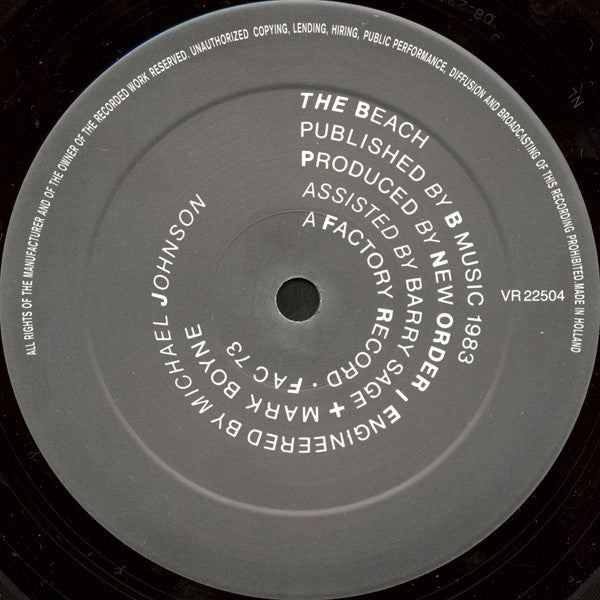 ALL RIGHTS OF THE MANUFACTURER AND OF THE OWNER OF THE RECORDED WORK RESERVED. UNAUTHORIZED COPYING, LENDING, HIRING, PUBLIC PERFORMANCE, DIFFUSION AND BROADCASTING OF THIS RECORDING PROHIBITED. MADE IN HOLLAND
THE BEACH
PUBLISHED BY B MUSIC 1983
PRODUCED BY NEW ORDER | ENGINEERED BY MICHAEL JOHNSON
ASSISTED BY BARRY SAGE + MARK BOYNE
A FACTORY RECORD · FAC 73
VR 22504